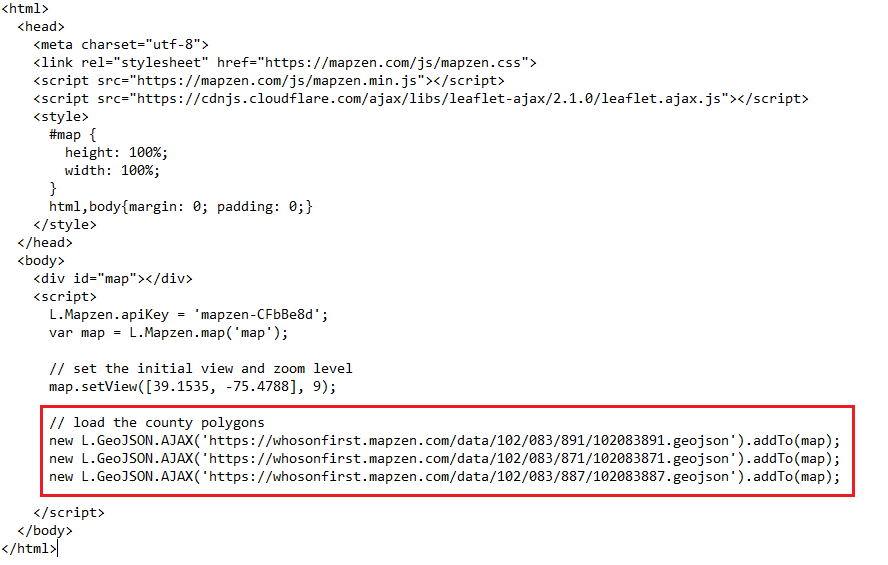 <html>
  <head>
    <meta charset="utf-8">
    <link rel="stylesheet" href="https://mapzen.com/js/mapzen.css">
    <script src="https://mapzen.com/js/mapzen.min.js"></script>
    <script src="https://cdnjs.cloudflare.com/ajax/libs/leaflet-ajax/2.1.0/leaflet.ajax.js"></script>
    <style>
      #map {
        height: 100%;
        width: 100%;
      }
      html,body{margin: 0; padding: 0;}
    </style>
  </head>
  <body>
    <div id="map"></div>
    <script>
      L.Mapzen.apiKey = 'mapzen-CFbBe8d';
      var map = L.Mapzen.map('map');

      // set the initial view and zoom level
      map.setView([39.1535, -75.4788], 9);

      // load the county polygons
      new L.GeoJSON.AJAX('https://whosonfirst.mapzen.com/data/102/083/891/102083891.geojson').addTo(map);
      new L.GeoJSON.AJAX('https://whosonfirst.mapzen.com/data/102/083/871/102083871.geojson').addTo(map);
      new L.GeoJSON.AJAX('https://whosonfirst.mapzen.com/data/102/083/887/102083887.geojson').addTo(map);

    </script>
  </body>
</html>